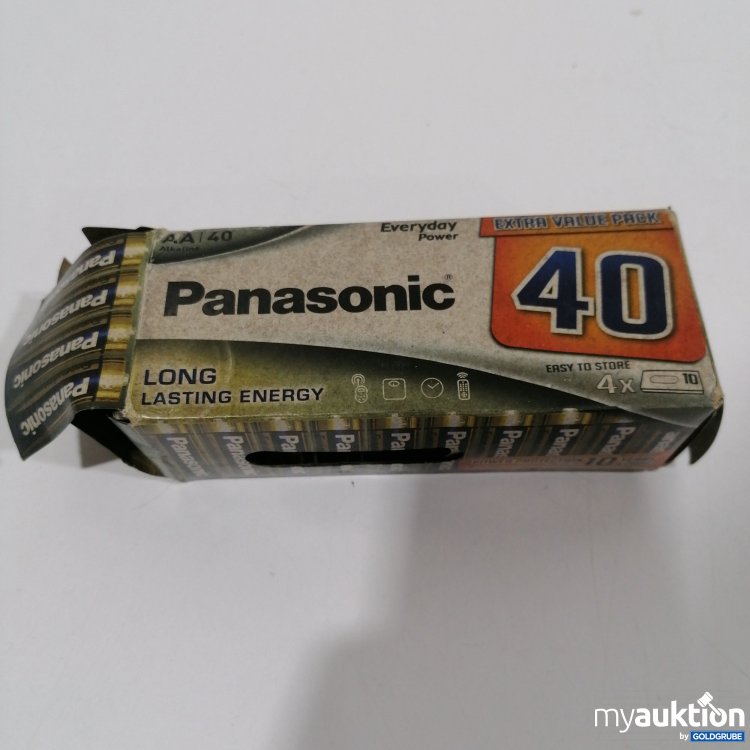 AA | 40
Alkaline
Everyday
Power
EXTRA VALUE PACK
40
Panasonic®
LONG
LASTING ENERGY
EASY TO STORE
4x 10
Panasonic
Panasonic
Panasonic
Panasonic
myauktion
by GOLDGRUBE